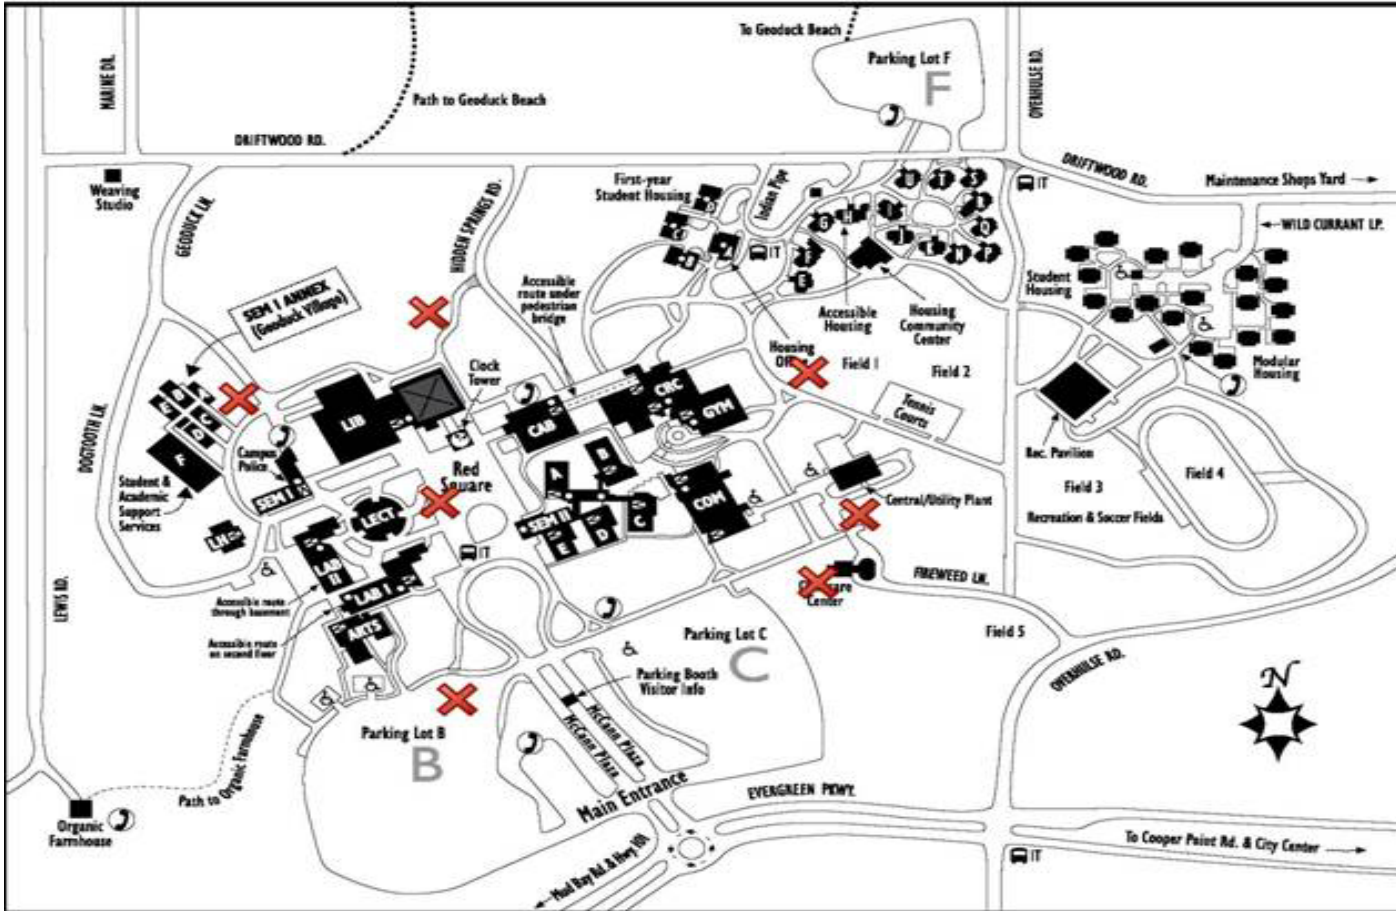 To Geoduck Beach
Parking Lot F
F
MARINE DR.
OVERHULSE RD.
Path to Geoduck Beach
DRIFTWOOD RD.
DRIFTWOOD RD.
Maintenance Shops Yard
Weaving
Studio
GEODUCK LN.
HIDDEN SPRINGS RD.
First-year
Student Housing
Indian Pipe
IT
WILD CURRANT LP.
U
T
S
R
Q
P
N
G
H
I
J
F
E
D
C
A
IT
Student
Housing
SEM I ANNEX
(Geoduck Village)
Accessible
route under
pedestrian
bridge
Accessible
Housing
Housing
Community
Center
Housing
Field 1
Field 2
Modular
Housing
Clock
Tower
Tennis
Courts
DOGTOOTH LN.
LIB
CAB
CRC
GYM
Campus
Police
Red
Square
Rec. Pavilion
Field 4
Student &
Academic
Support
Services
F
SEM I
LECT
A
B
SEM II
E
D
C
COM
Central/Utility Plant
Field 3
Recreation & Soccer Fields
LH
LAB
II
IT
LAB I
ARTS
LEWIS RD.
Accessible route
through basement
Accessible route
on second floor
Center
FIREWEED LN.
Field 5
OVERHULSE RD.
Parking Lot C
C
Parking Booth
Visitor Info
N
McCann Plaza
McCann Plaza
Parking Lot B
B
Path to Organic Farmhouse
Main Entrance
EVERGREEN PKWY.
Organic
Farmhouse
Mud Bay Rd. & Hwy 101
To Cooper Point Rd. & City Center
IT